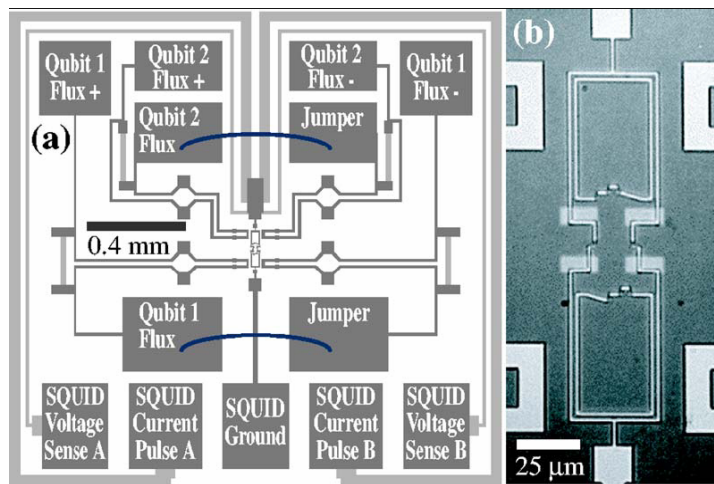 Qubit 1
Flux +
Qubit 2
Flux +
Qubit 2
Flux -
Qubit 1
Flux -
(a)
Qubit 2
Flux
Jumper
0.4 mm
Qubit 1
Flux
Jumper
SQUID
Voltage
Sense A
SQUID
Current
Pulse A
SQUID
Ground
SQUID
Current
Pulse B
SQUID
Voltage
Sense B
(b)
25 μm